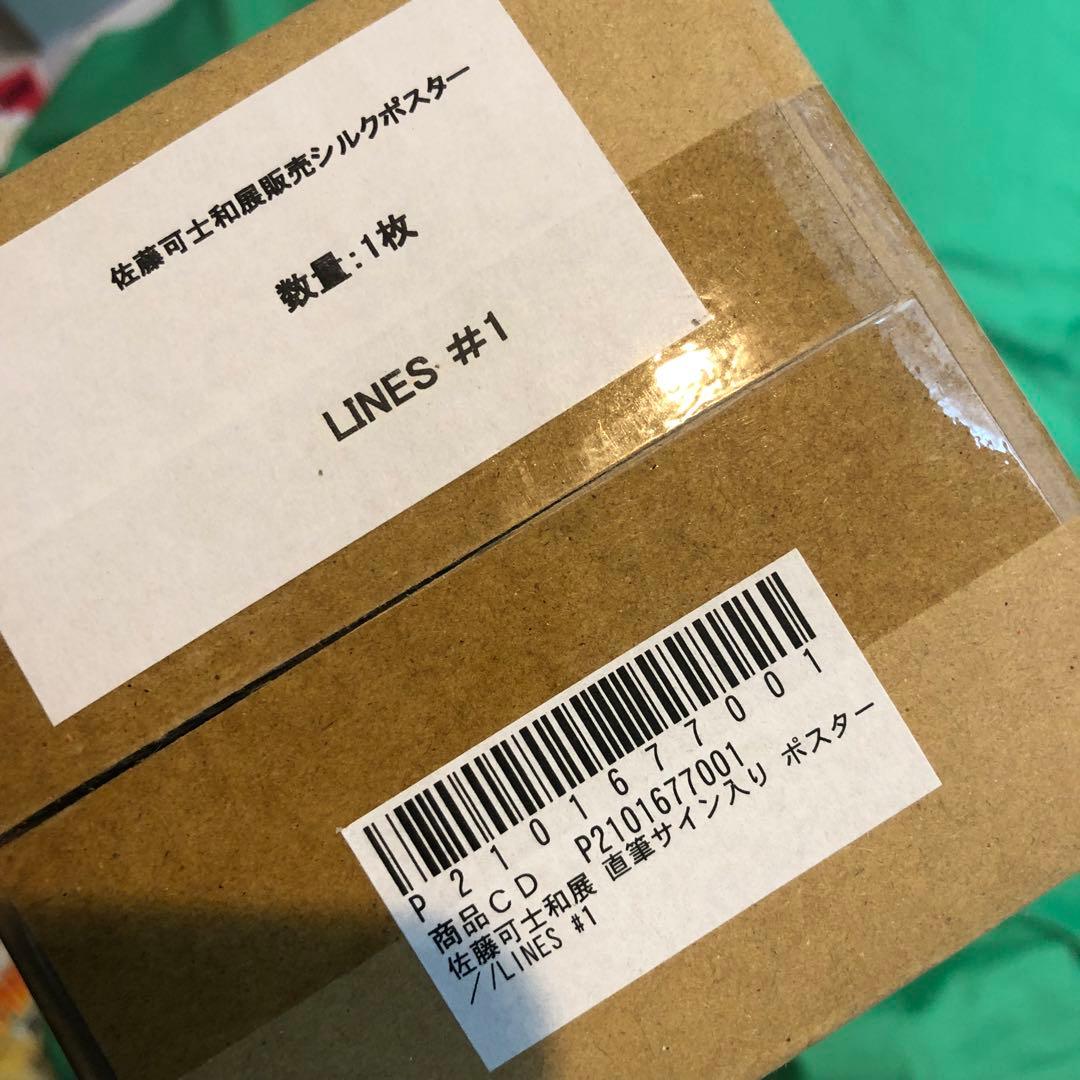 佐藤可士和展販売シルクポスター
数量:1枚
LINES #1
P2101677001
商品CD P2101677001
佐藤可士和展 直筆サイン入り ポスター
//LINES #1